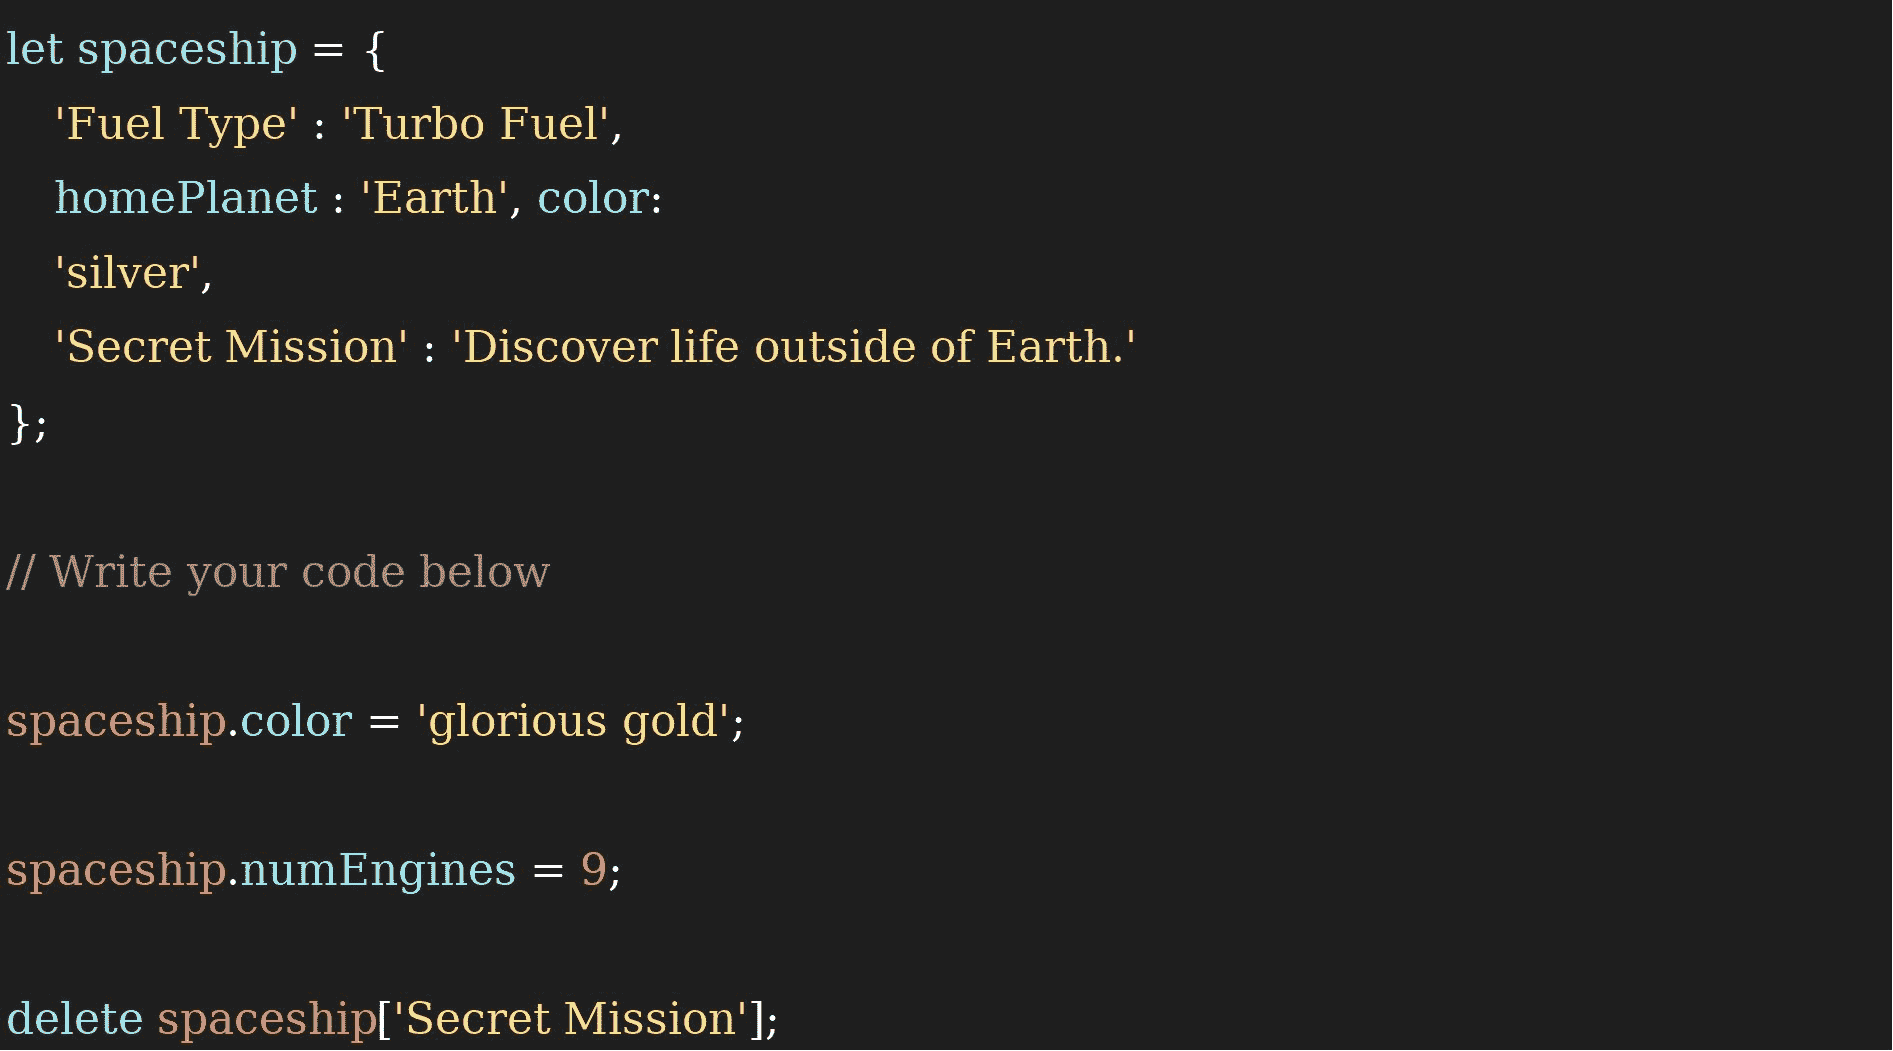 let spaceship = {
'Fuel Type' : 'Turbo Fuel',
homePlanet : 'Earth', color:
'silver',
'Secret Mission' : 'Discover life outside of Earth.'
};
// Write your code below
spaceship.color = 'glorious gold';
spaceship.numEngines = 9;
delete spaceship['Secret Mission'];